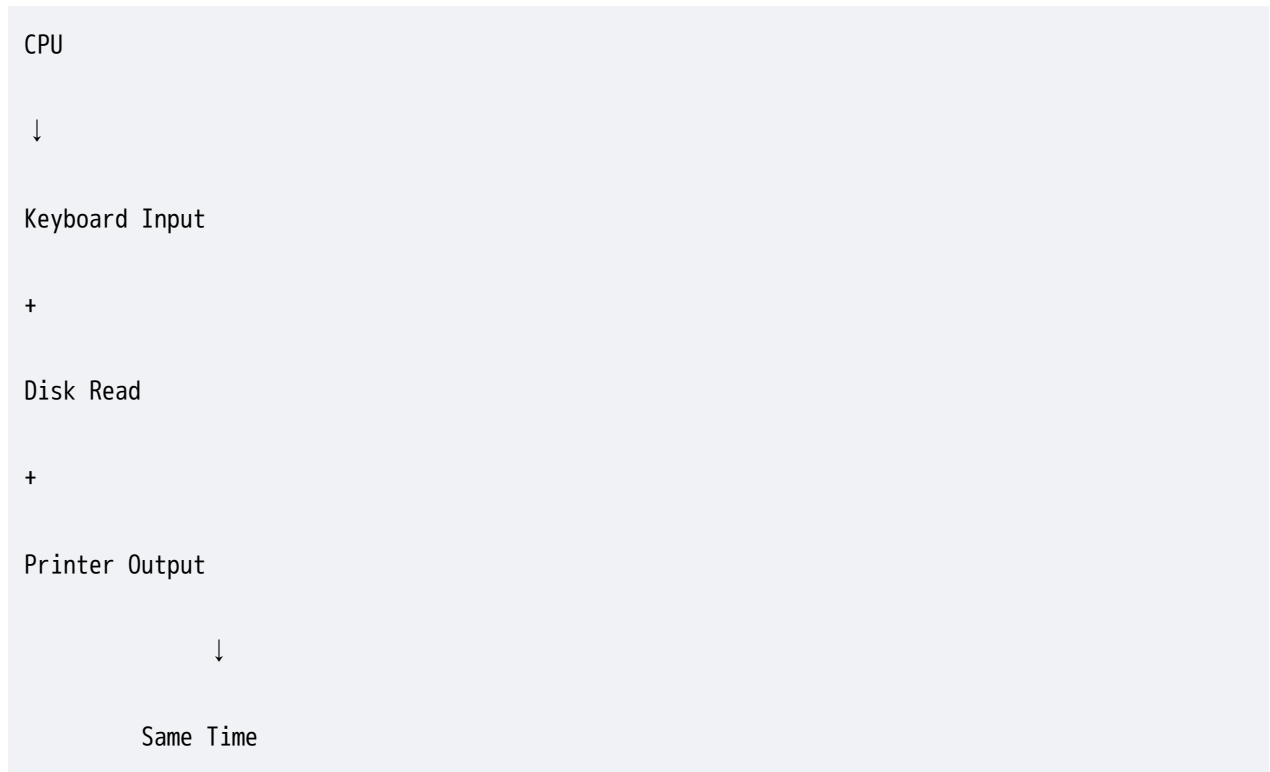 CPU
↓
Keyboard Input
+
Disk Read
+
Printer Output
↓
Same Time